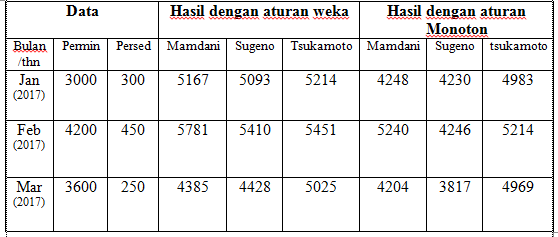 Data Hasil dengan aturan weka Hasil dengan aturan Monoton
Bulan /thn Permin Persed Mamdani Sugeno Tsukamoto Mamdani Sugeno tsukamoto
Jan (2017) 3000 300 5167 5093 5214 4248 4230 4983
Feb (2017) 4200 450 5781 5410 5451 5240 4246 5214
Mar (2017) 3600 250 4385 4428 5025 4204 3817 4969